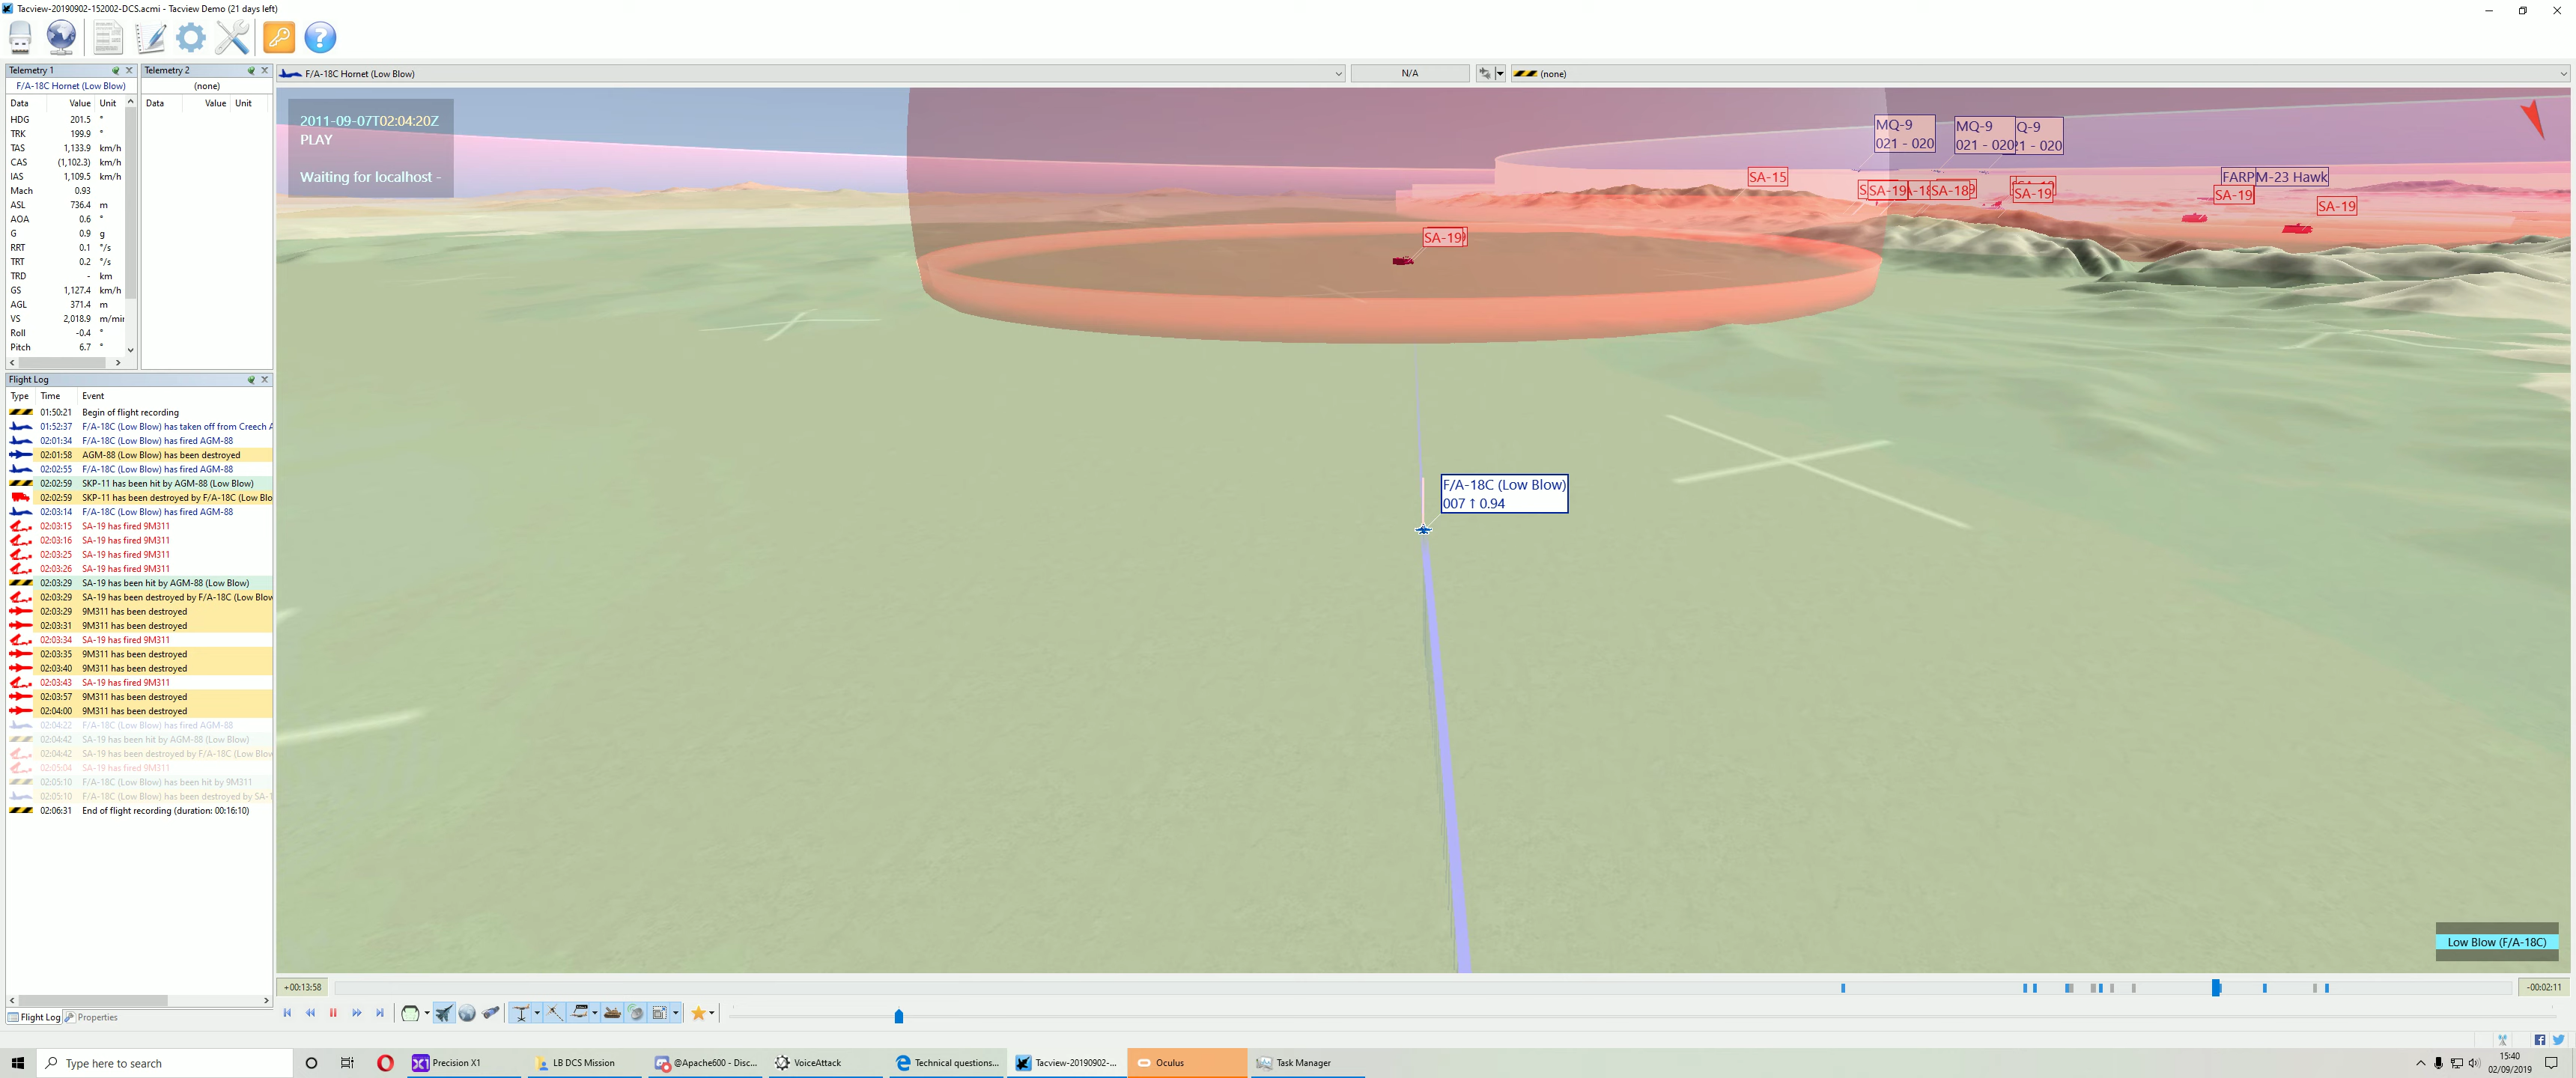 Tacview-20190902-152002-DCS.acmi - Tacview Demo (21 days left)
Telemetry 1
F/A-18C Hornet (Low Blow)
Data Value Unit
HDG 201.5 °
TRK 199.9 °
TAS 1,133.9 km/h
CAS (1,102.3) km/h
IAS 1,109.5 km/h
Mach 0.93
ASL 736.4 m
AOA 0.6 °
G 0.9 g
RRT 0.1 °/s
TRT 0.2 °/s
TRD - km
GS 1,127.4 km/h
AGL 371.4 m
VS 2,018.9 m/min
Roll -0.4 °
Pitch 6.7 °
Telemetry 2
(none)
Data Value Unit
Flight Log
Type Time Event
01:50:21 Begin of flight recording
01:52:37 F/A-18C (Low Blow) has taken off from Creech A
02:01:34 F/A-18C (Low Blow) has fired AGM-88
02:01:58 AGM-88 (Low Blow) has been destroyed
02:02:55 F/A-18C (Low Blow) has fired AGM-88
02:02:59 SKP-11 has been hit by AGM-88 (Low Blow)
02:02:59 SKP-11 has been destroyed by F/A-18C (Low Blo
02:03:14 F/A-18C (Low Blow) has fired AGM-88
02:03:15 SA-19 has fired 9M311
02:03:16 SA-19 has fired 9M311
02:03:25 SA-19 has fired 9M311
02:03:26 SA-19 has fired 9M311
02:03:29 SA-19 has been hit by AGM-88 (Low Blow)
02:03:29 SA-19 has been destroyed by F/A-18C (Low Blow
02:03:29 9M311 has been destroyed
02:03:31 9M311 has been destroyed
02:03:34 SA-19 has fired 9M311
02:03:35 9M311 has been destroyed
02:03:40 9M311 has been destroyed
02:03:43 SA-19 has fired 9M311
02:03:57 9M311 has been destroyed
02:04:00 9M311 has been destroyed
02:04:22 F/A-18C (Low Blow) has fired AGM-88
02:04:42 SA-19 has been hit by AGM-88 (Low Blow)
02:04:42 SA-19 has been destroyed by F/A-18C (Low Blow
02:05:04 SA-19 has fired 9M311
02:05:10 F/A-18C (Low Blow) has been hit by 9M311
02:05:10 F/A-18C (Low Blow) has been destroyed by SA-1
02:06:31 End of flight recording (duration: 00:16:10)
Flight Log Properties
F/A-18C Hornet (Low Blow)
N/A
(none)
2011-09-07T02:04:20Z
PLAY
Waiting for localhost -
MQ-9
021 - 020
MQ-9
021 - 020
Q-9
21 - 020
SA-15
SA-19
SA-18
SA-19
FARP
M-23 Hawk
SA-19
SA-19
SA-19
F/A-18C (Low Blow)
007 ↑ 0.94
Low Blow (F/A-18C)
+00:13:58
-00:02:11
Type here to search
Precision X1
LB DCS Mission
@Apache600 - Disc...
VoiceAttack
Technical questions...
Tacview-20190902-...
Oculus
Task Manager
15:40
02/09/2019